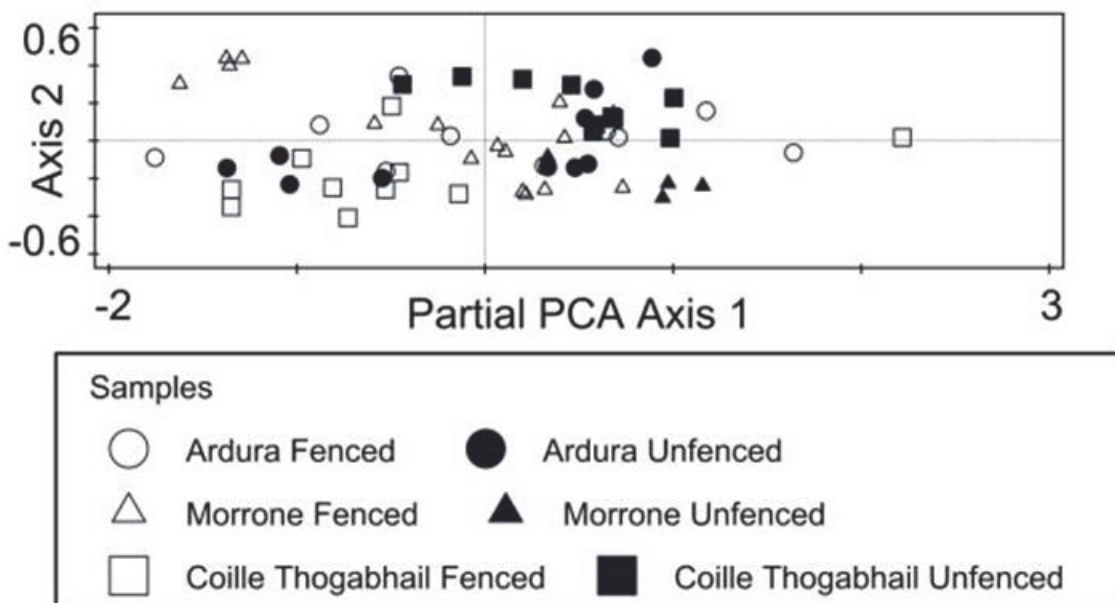 0.6
Axis 2
-0.6
-2
Partial PCA Axis 1
3
Samples
Ardura Fenced
Ardura Unfenced
Morrone Fenced
Morrone Unfenced
Coille Thogabhail Fenced
Coille Thogabhail Unfenced